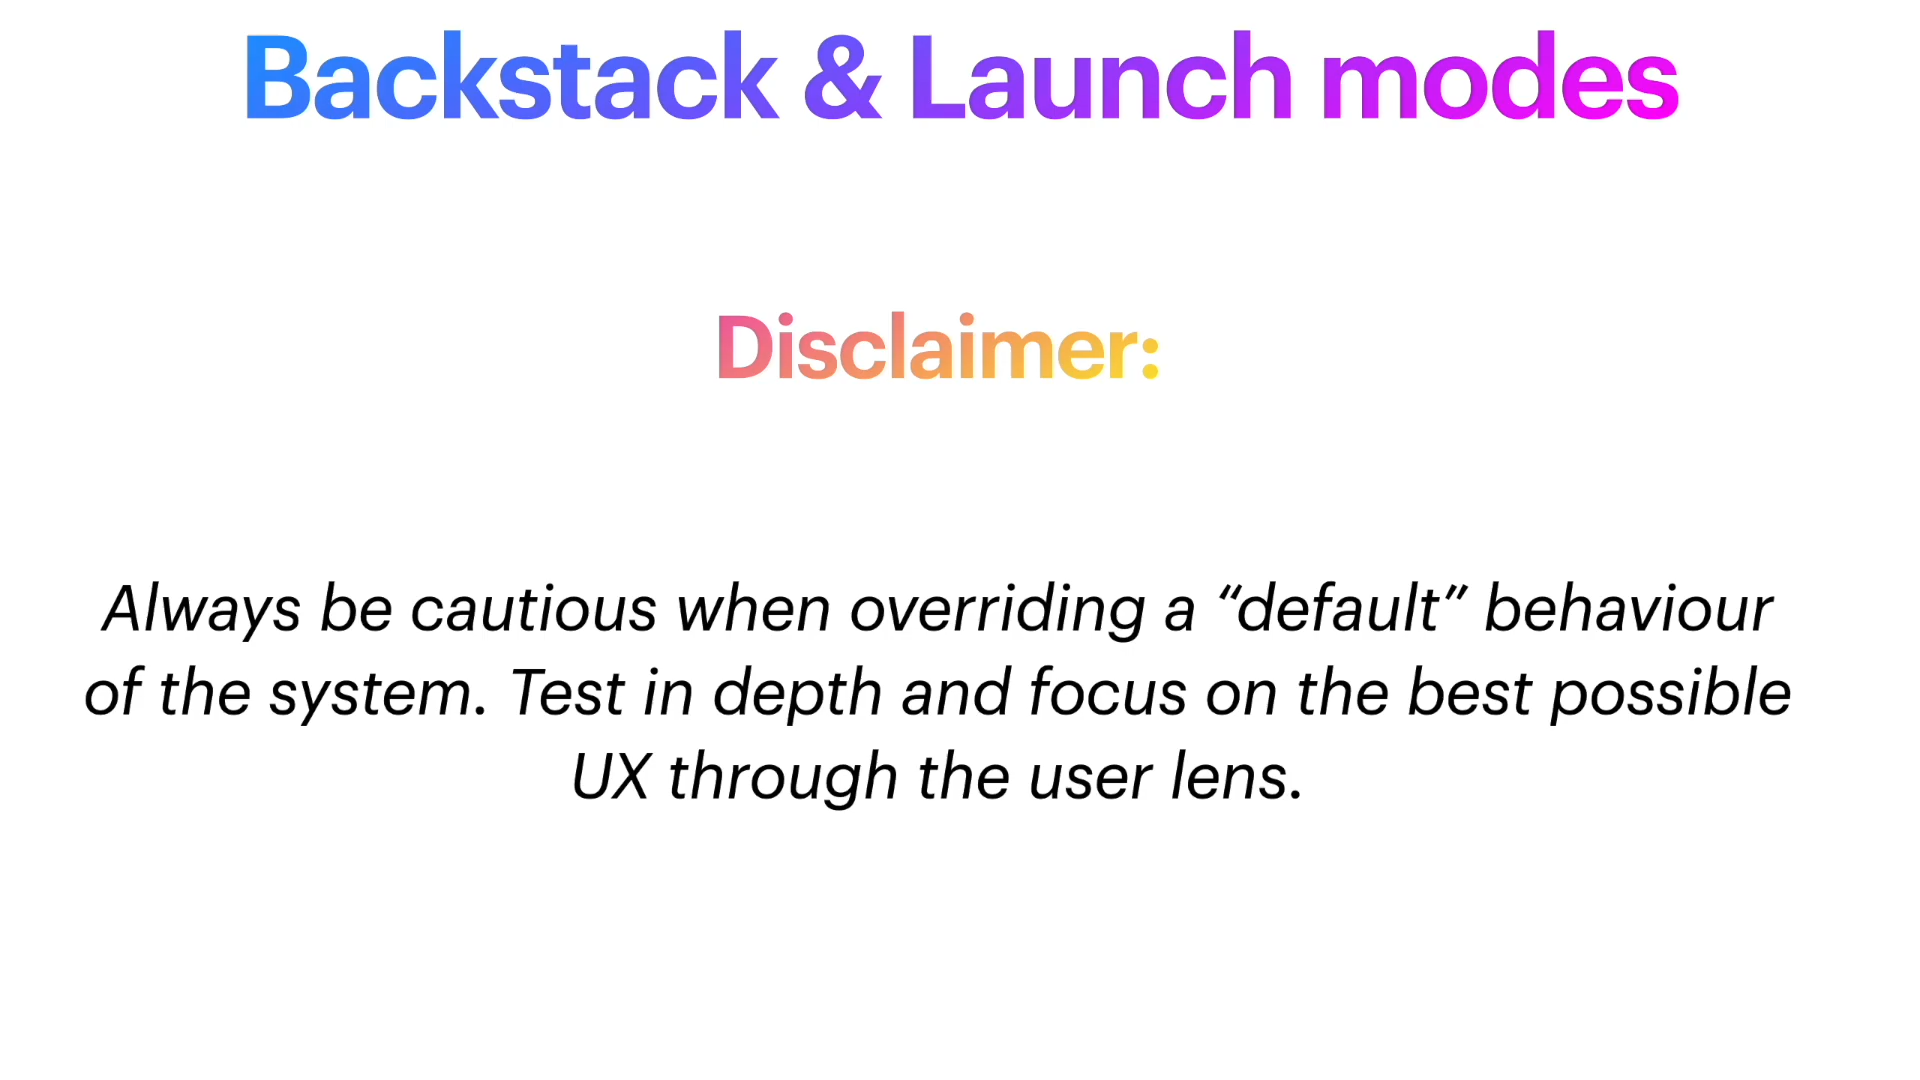 Backstack & Launch modes
Disclaimer:
Always be cautious when overriding a “default” behaviour
of the system. Test in depth and focus on the best possible
UX through the user lens.